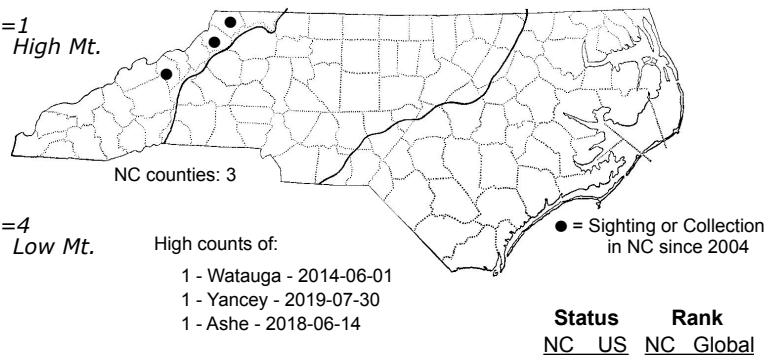 =1
High Mt.
NC counties: 3
=4
Low Mt.
High counts of:
1 - Watauga - 2014-06-01
1 - Yancey - 2019-07-30
1 - Ashe - 2018-06-14
● = Sighting or Collection
in NC since 2004
Status Rank
NC US NC Global